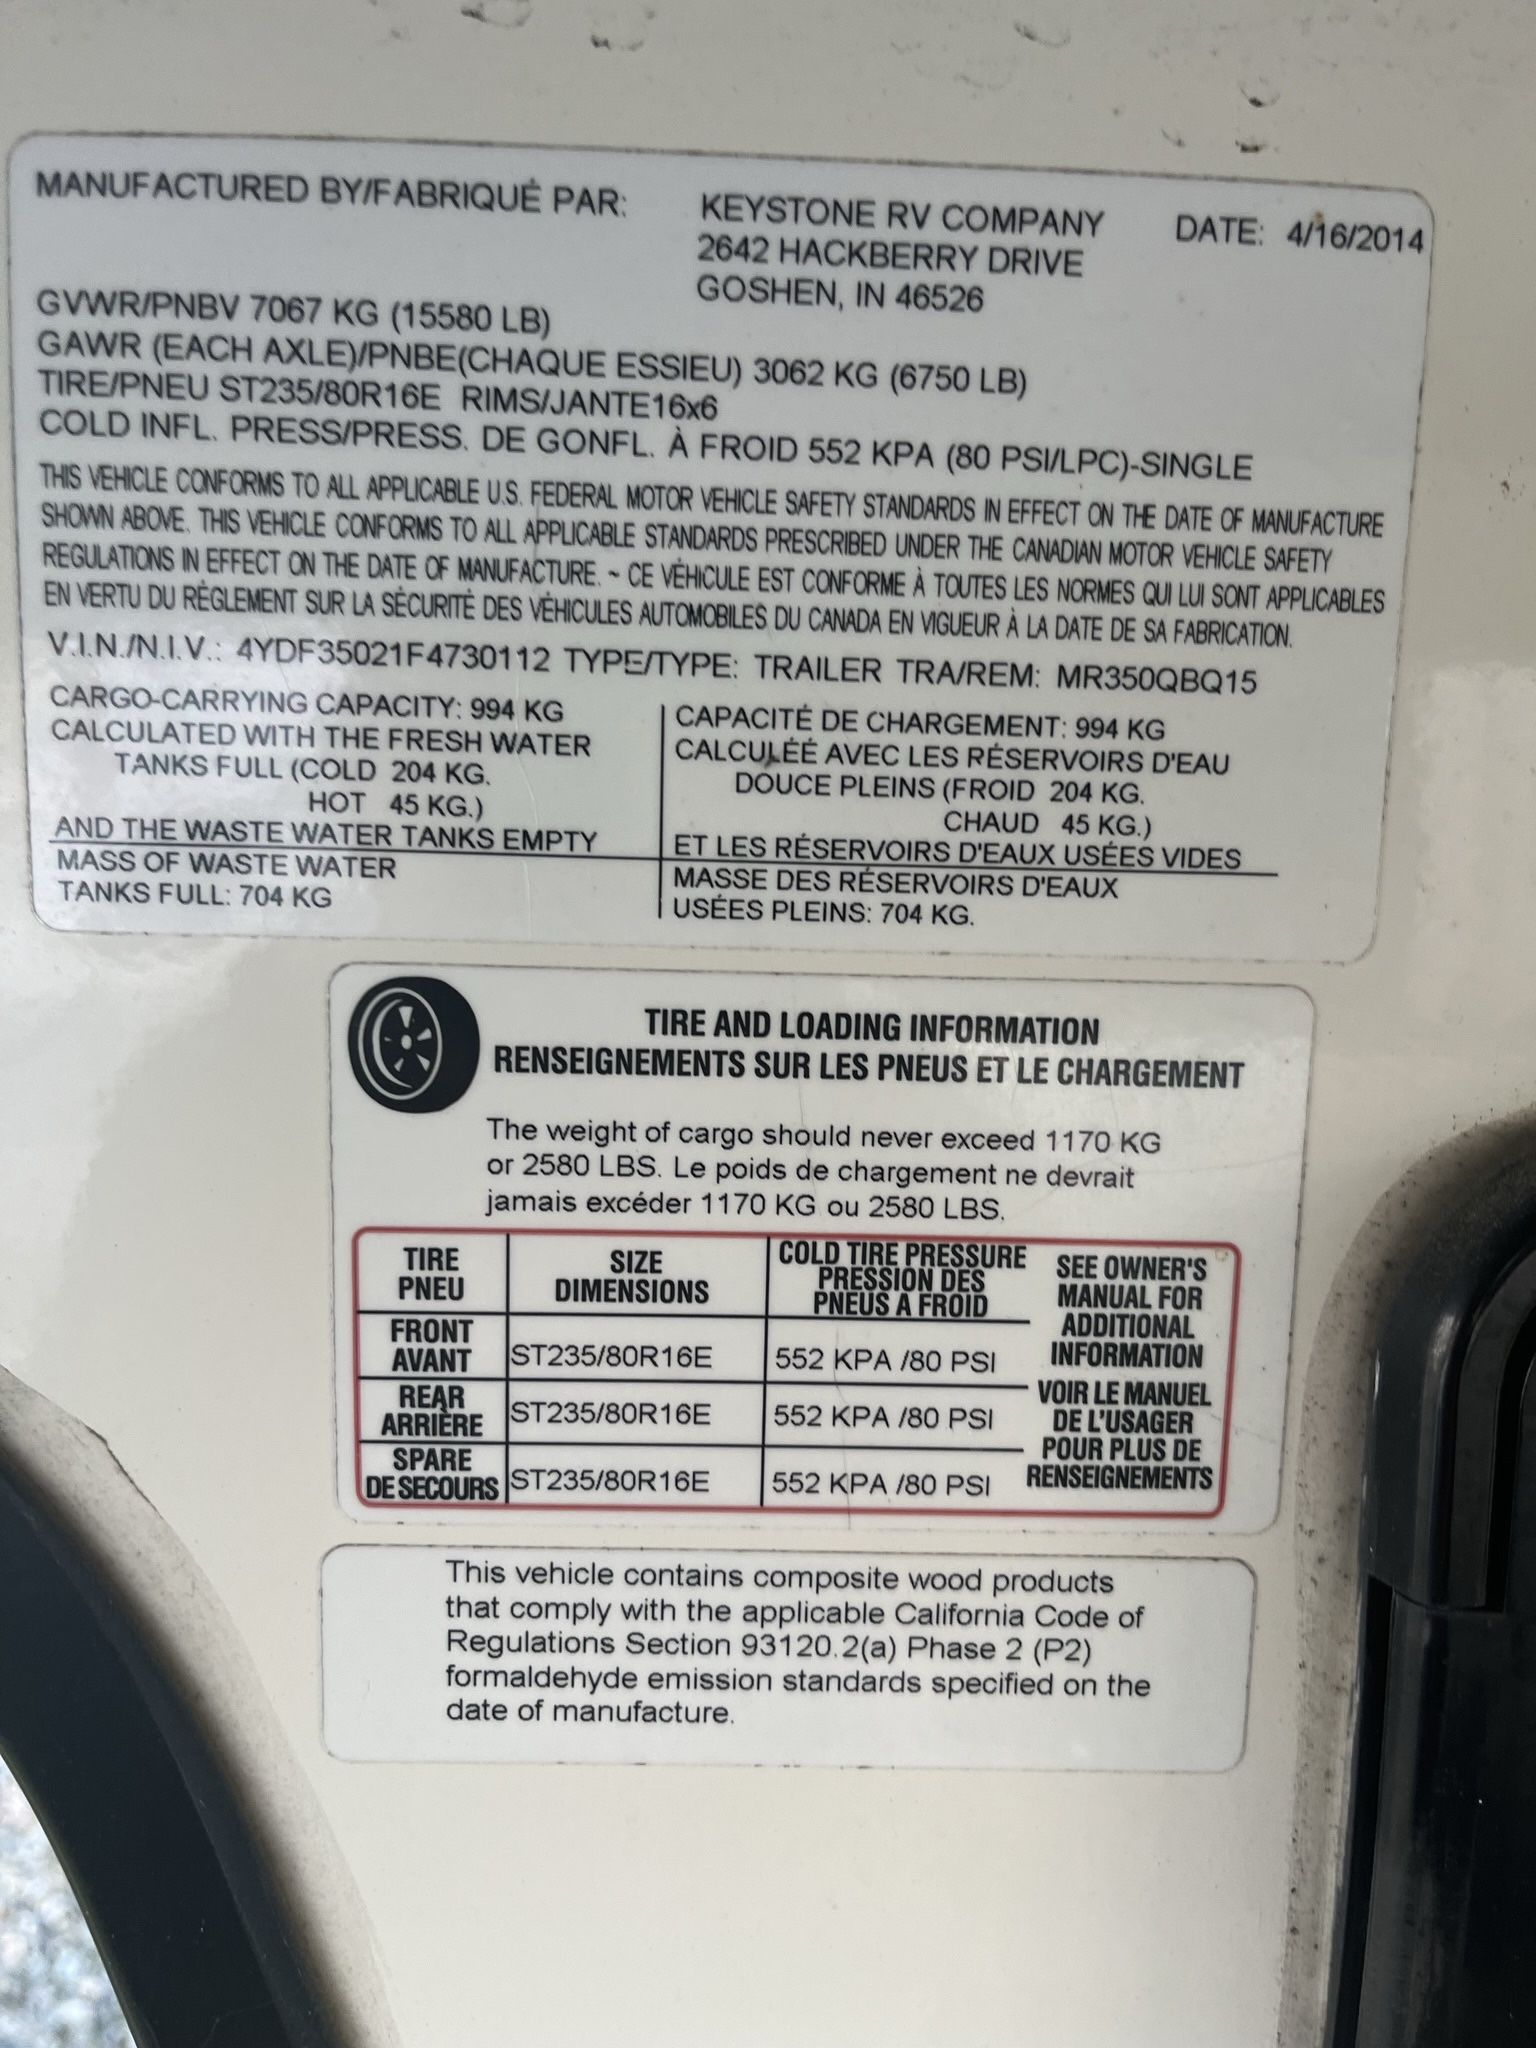 MANUFACTURED BY/FABRIQUÉ PAR: KEYSTONE RV COMPANY DATE: 4/16/2014
2642 HACKBERRY DRIVE
GOSHEN, IN 46526
GVWR/PNBV 7067 KG (15580 LB)
GAWR (EACH AXLE)/PNBE(CHAQUE ESSIEU) 3062 KG (6750 LB)
TIRE/PNEU ST235/80R16E RIMS/JANTE16x6
COLD INFL. PRESS/PRESS. DE GONFL. À FROID 552 KPA (80 PSI/LPC)-SINGLE
THIS VEHICLE CONFORMS TO ALL APPLICABLE U.S. FEDERAL MOTOR VEHICLE SAFETY STANDARDS IN EFFECT ON THE DATE OF MANUFACTURE
SHOWN ABOVE. THIS VEHICLE CONFORMS TO ALL APPLICABLE STANDARDS PRESCRIBED UNDER THE CANADIAN MOTOR VEHICLE SAFETY
REGULATIONS IN EFFECT ON THE DATE OF MANUFACTURE. ~ CE VÉHICULE EST CONFORME À TOUTES LES NORMES QUI LUI SONT APPLICABLES
EN VERTU DU RÈGLEMENT SUR LA SÉCURITÉ DES VÉHICULES AUTOMOBILES DU CANADA EN VIGUEUR À LA DATE DE SA FABRICATION.
V.I.N./N.I.V.: 4YDF35021F4730112 TYPE/TYPE: TRAILER TRA/REM: MR350QBQ15
CARGO-CARRYING CAPACITY: 994 KG
CALCULATED WITH THE FRESH WATER
TANKS FULL (COLD 204 KG.
HOT 45 KG.)
AND THE WASTE WATER TANKS EMPTY
MASS OF WASTE WATER
TANKS FULL: 704 KG
CAPACITÉ DE CHARGEMENT: 994 KG
CALCULÉÉ AVEC LES RÉSERVOIRS D'EAU
DOUCE PLEINS (FROID 204 KG.
CHAUD 45 KG.)
ET LES RÉSERVOIRS D'EAUX USÉES VIDES
MASSE DES RÉSERVOIRS D'EAUX
USÉES PLEINS: 704 KG.
TIRE AND LOADING INFORMATION
RENSEIGNEMENTS SUR LES PNEUS ET LE CHARGEMENT
The weight of cargo should never exceed 1170 KG
or 2580 LBS. Le poids de chargement ne devrait
jamais excéder 1170 KG ou 2580 LBS.
TIRE
PNEU
SIZE
DIMENSIONS
COLD TIRE PRESSURE
PRESSION DES
PNEUS A FROID
FRONT
AVANT
ST235/80R16E
552 KPA /80 PSI
REAR
ARRIÈRE
ST235/80R16E
552 KPA /80 PSI
SPARE
DE SECOURS
ST235/80R16E
552 KPA /80 PSI
SEE OWNER'S
MANUAL FOR
ADDITIONAL
INFORMATION
VOIR LE MANUEL
DE L'USAGER
POUR PLUS DE
RENSEIGNEMENTS
This vehicle contains composite wood products
that comply with the applicable California Code of
Regulations Section 93120.2(a) Phase 2 (P2)
formaldehyde emission standards specified on the
date of manufacture.